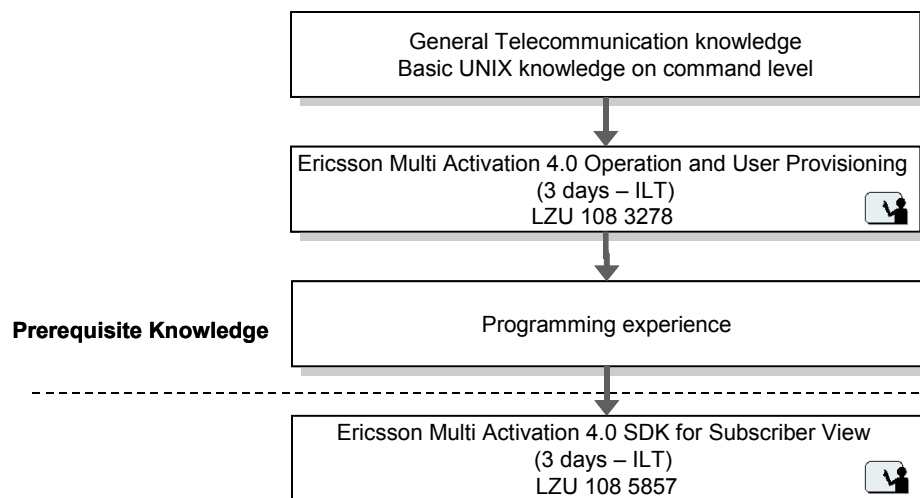 General Telecommunication knowledge
Basic UNIX knowledge on command level
Ericsson Multi Activation 4.0 Operation and User Provisioning
(3 days – ILT)
LZU 108 3278
Programming experience
Prerequisite Knowledge
Ericsson Multi Activation 4.0 SDK for Subscriber View
(3 days – ILT)
LZU 108 5857